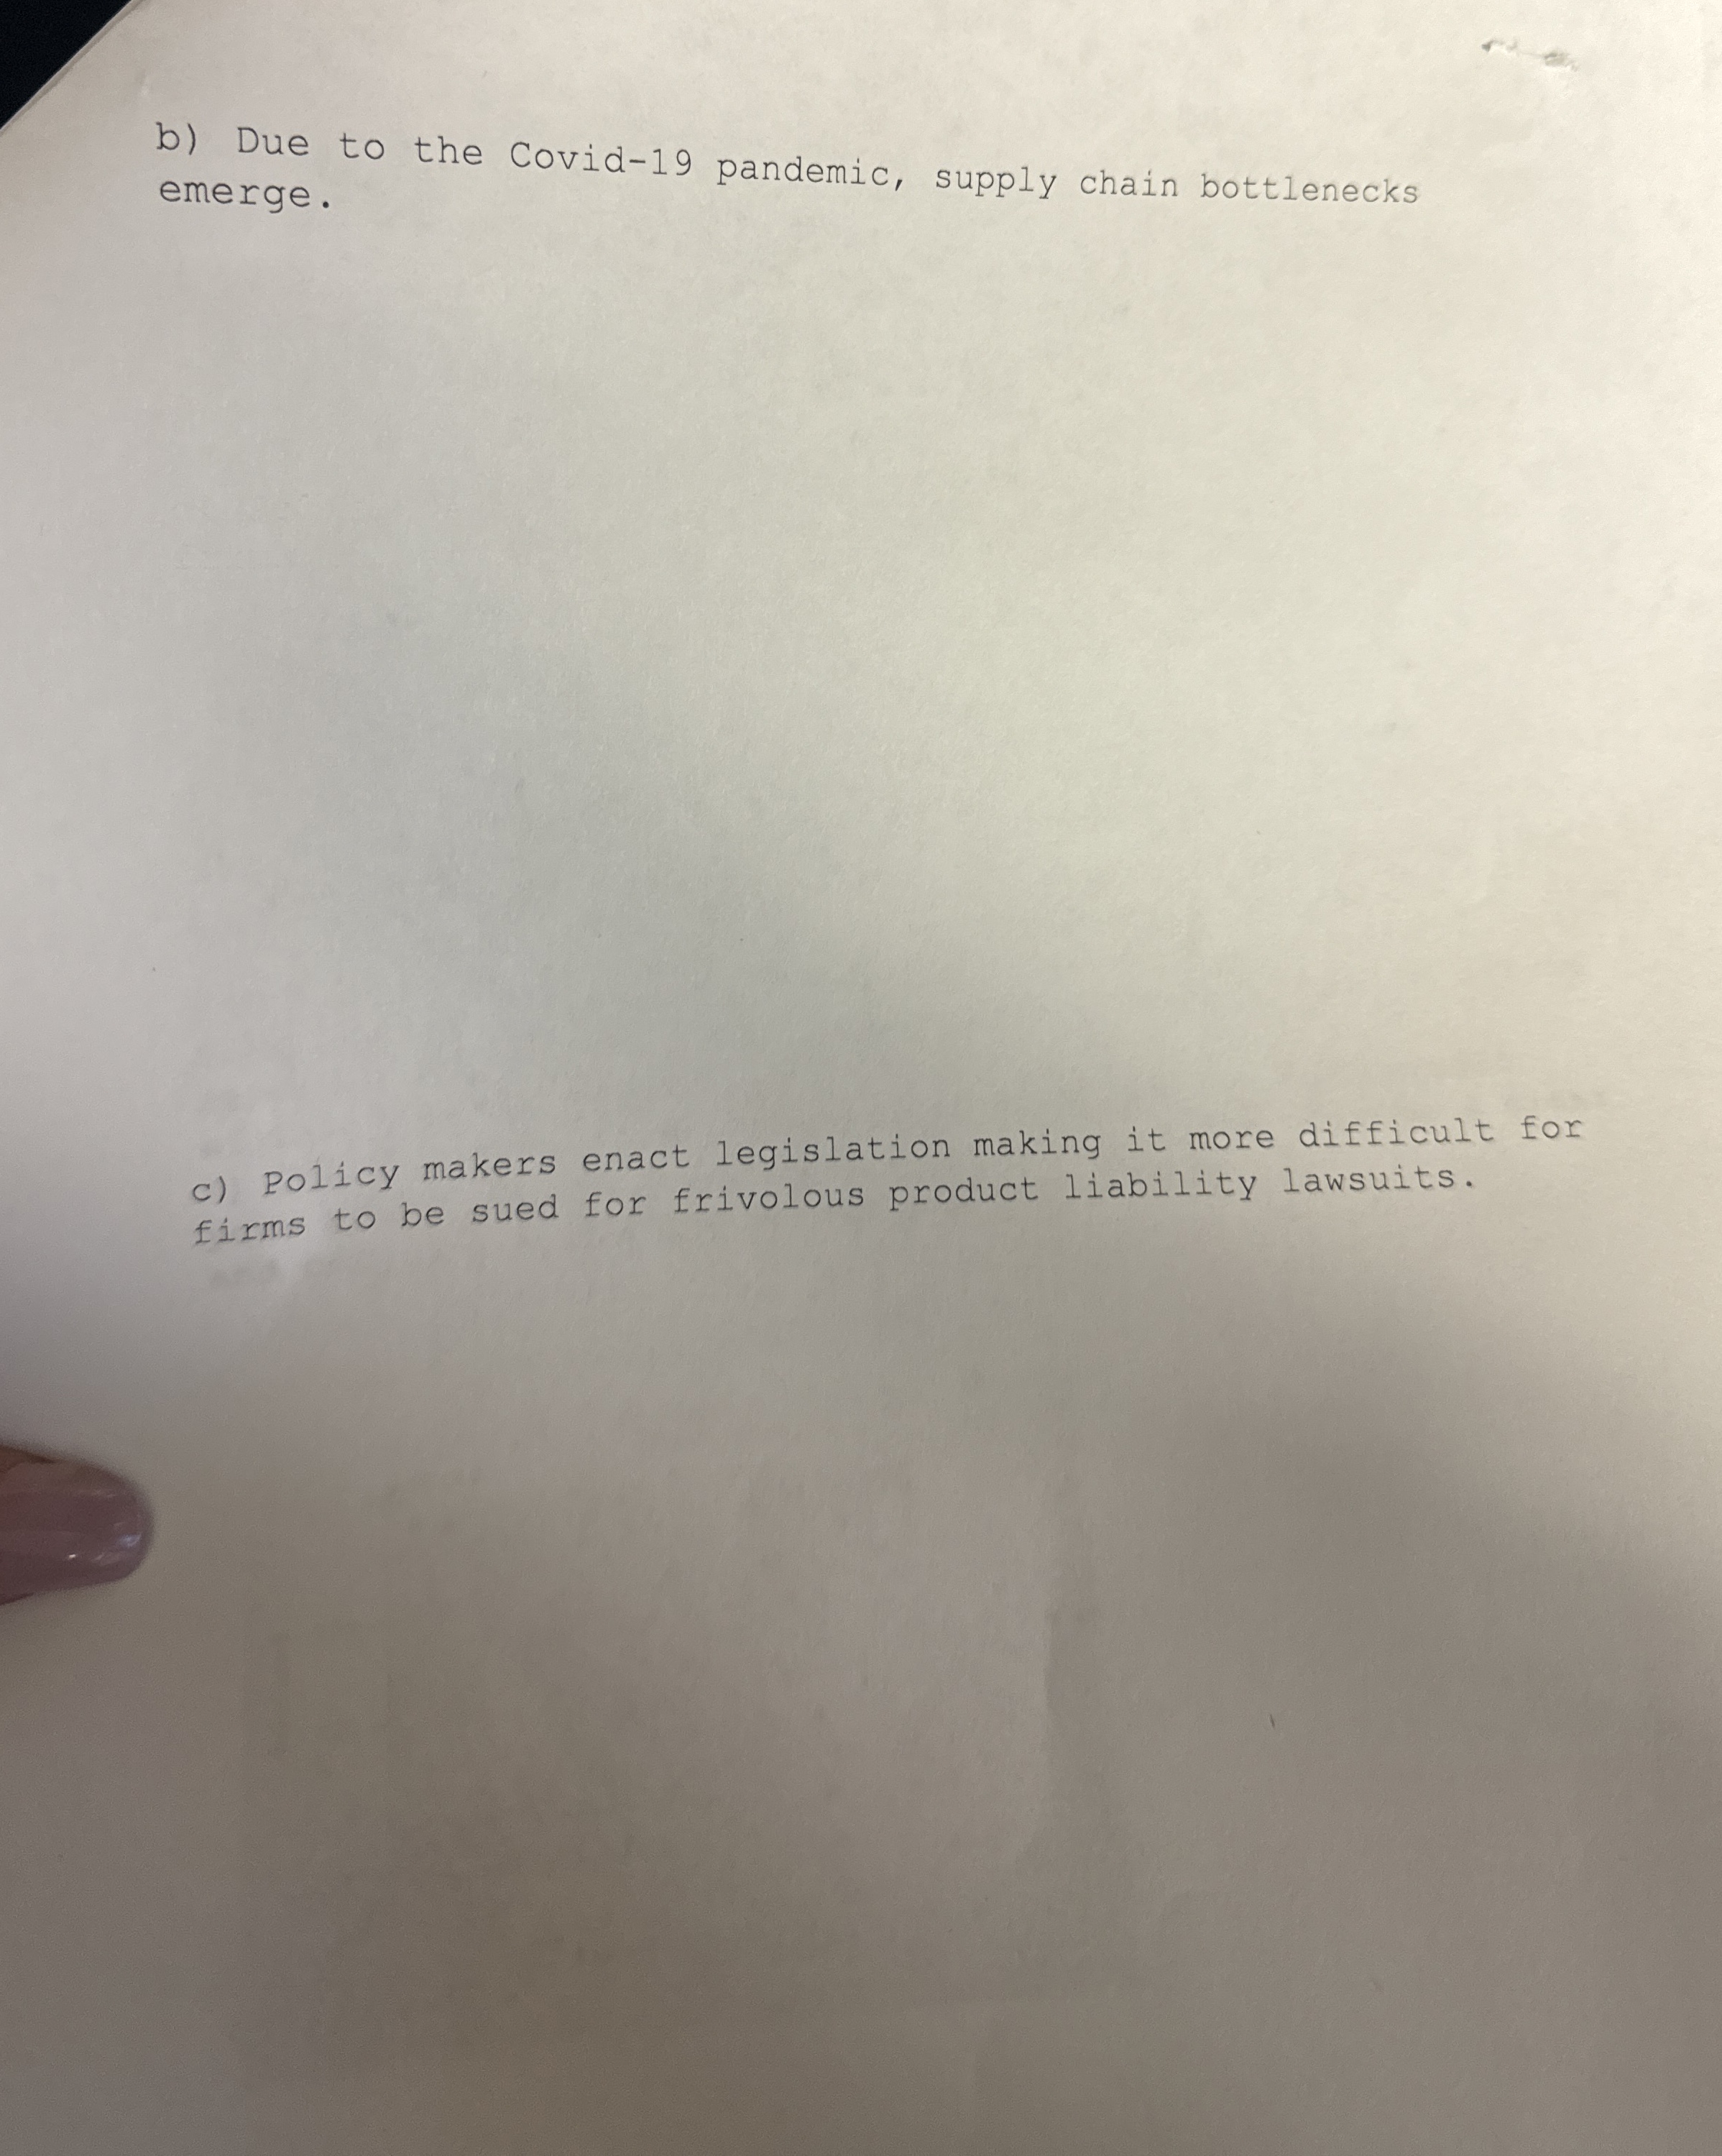 b) Due to the Covid-19 pandemic, supply chain bottlenecks
emerge.
c) Policy makers enact legislation making it more difficult for
firms to be sued for frivolous product liability lawsuits.